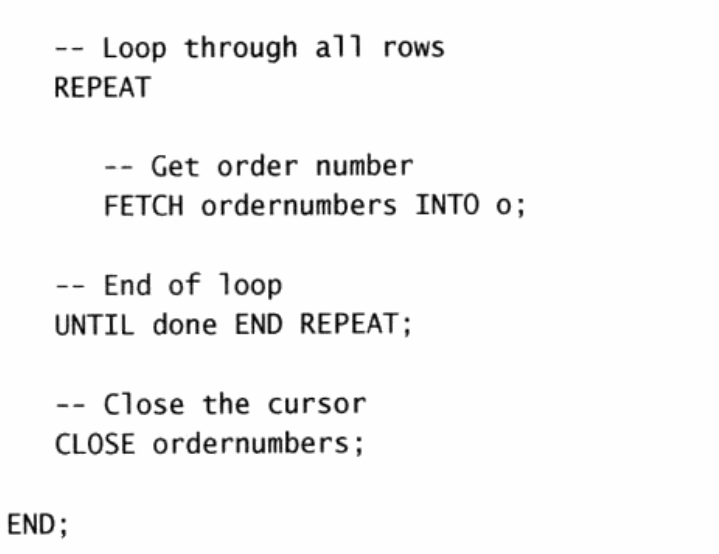 -- Loop through all rows
REPEAT
-- Get order number
FETCH ordernumbers INTO o;
-- End of loop
UNTIL done END REPEAT;
-- Close the cursor
CLOSE ordernumbers;
END;